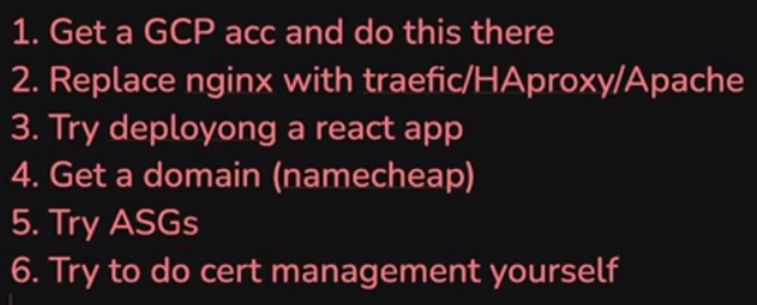 1. Get a GCP acc and do this there
2. Replace nginx with traefic/HAproxy/Apache
3. Try deployong a react app
4. Get a domain (namecheap)
5. Try ASGs
6. Try to do cert management yourself